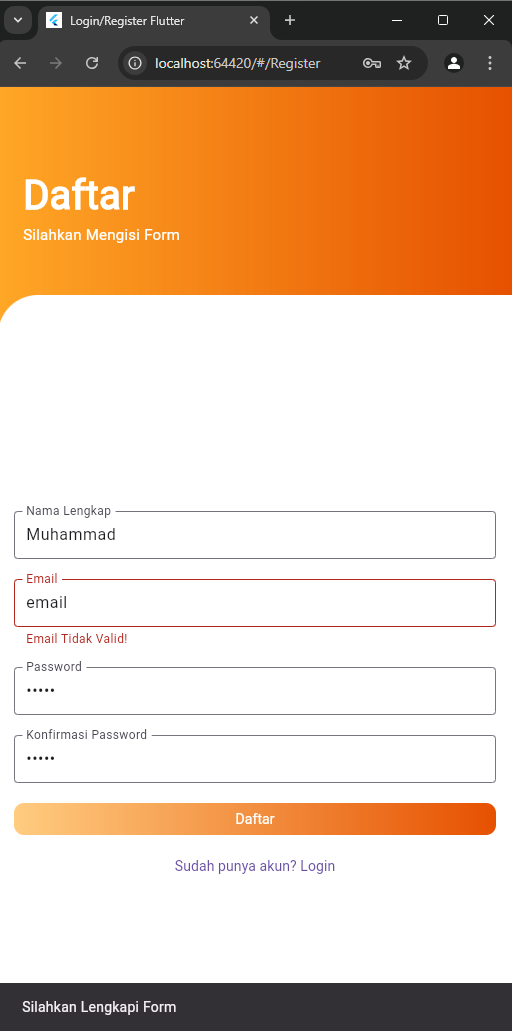 Login/Register Flutter
localhost:64420/#/Register
Daftar
Silahkan Mengisi Form
Nama Lengkap
Muhammad
Email
email
Email Tidak Valid!
Password
•••••
Konfirmasi Password
•••••
Daftar
Sudah punya akun? Login
Silahkan Lengkapi Form